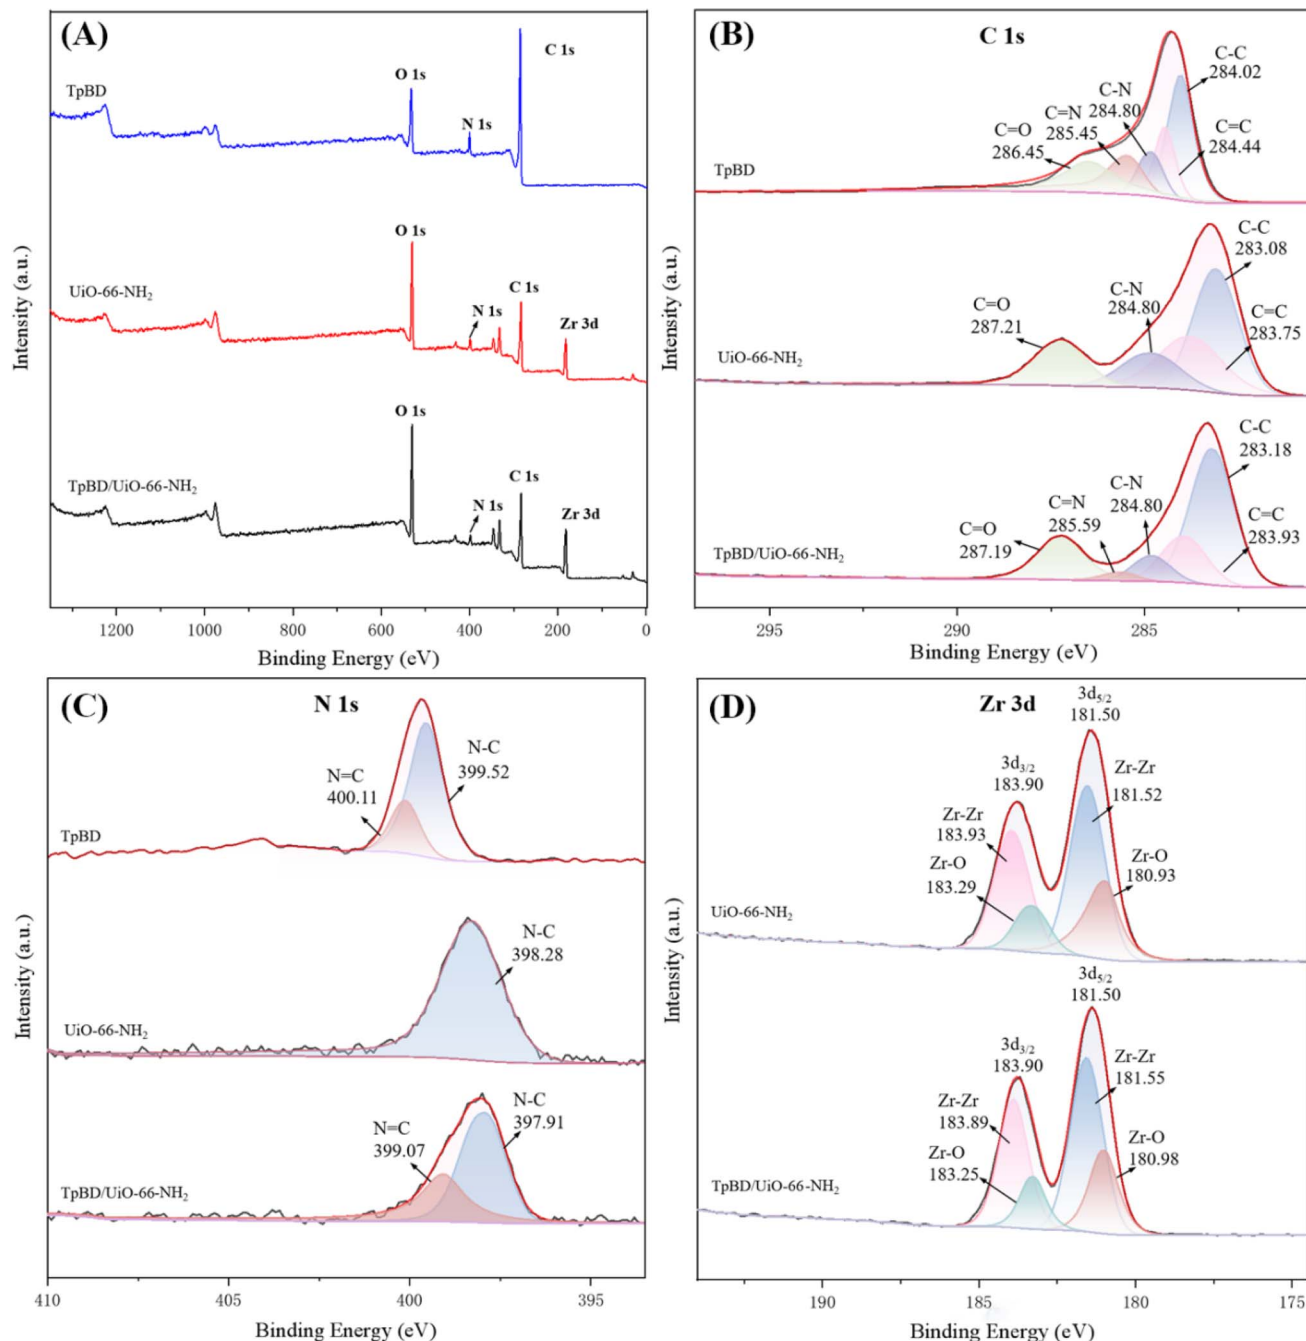 (A)
C 1s
O 1s
TpBD
N 1s
O 1s
C 1s
UiO-66-NH₂
N 1s
Zr 3d
O 1s
C 1s
TpBD/UiO-66-NH₂
N 1s
Zr 3d
Intensity (a.u.)
1200 1000 800 600 400 200 0
Binding Energy (eV)
(B)
C 1s
C-C
284.02
C-N
284.80
C=N
285.45
C=O
286.45
C=C
284.44
TpBD
C-C
283.08
C-N
284.80
C=O
287.21
C=C
283.75
UiO-66-NH₂
C-C
283.18
C-N
284.80
C=N
285.59
C=O
287.19
C=C
283.93
TpBD/UiO-66-NH₂
Intensity (a.u.)
295 290 285
Binding Energy (eV)
(C)
N 1s
N-C
399.52
N=C
400.11
TpBD
N-C
398.28
UiO-66-NH₂
N-C
397.91
N=C
399.07
TpBD/UiO-66-NH₂
Intensity (a.u.)
410 405 400 395
Binding Energy (eV)
(D)
Zr 3d
3d₅/₂
181.50
3d₃/₂
183.90
Zr-Zr
181.52
Zr-Zr
183.93
Zr-O
183.29
Zr-O
180.93
UiO-66-NH₂
3d₅/₂
181.50
3d₃/₂
183.90
Zr-Zr
181.55
Zr-Zr
183.89
Zr-O
183.25
Zr-O
180.98
TpBD/UiO-66-NH₂
Intensity (a.u.)
190 185 180 175
Binding Energy (eV)